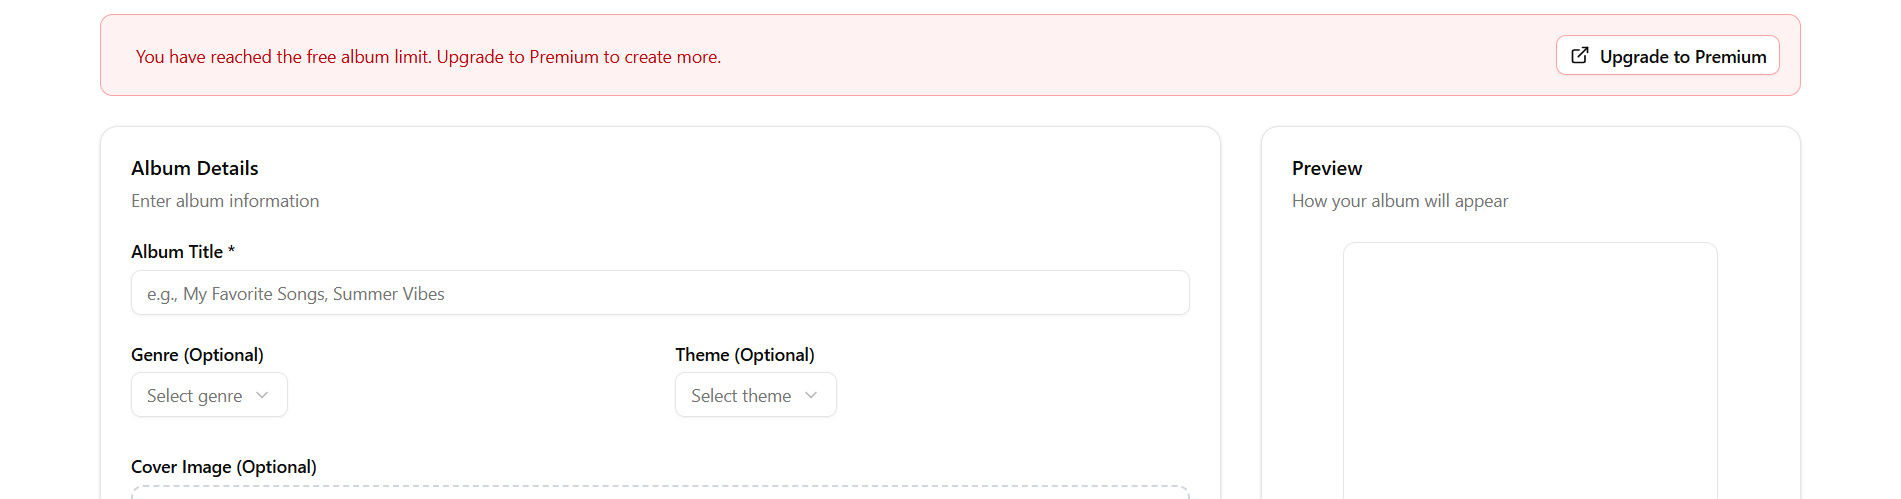 You have reached the free album limit. Upgrade to Premium to create more.
Upgrade to Premium
Album Details
Enter album information
Album Title *
e.g., My Favorite Songs, Summer Vibes
Genre (Optional)
Select genre
Theme (Optional)
Select theme
Cover Image (Optional)
Preview
How your album will appear